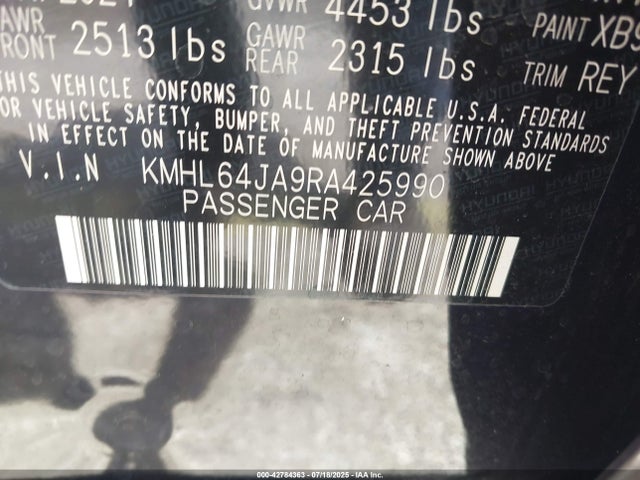 GVWR 4453 lbs
FRONT 2513 lbs GAWR REAR 2315 lbs
PAINT XB9
TRIM REY
THIS VEHICLE CONFORMS TO ALL APPLICABLE U.S.A. FEDERAL
OR VEHICLE SAFETY, BUMPER, AND THEFT PREVENTION STANDARDS
IN EFFECT ON THE DATE OF MANUFACTURE SHOWN ABOVE
V.I.N KMHL64JA9RA425990
PASSENGER CAR
000-42784363 - 07/18/2025 - IAA Inc.